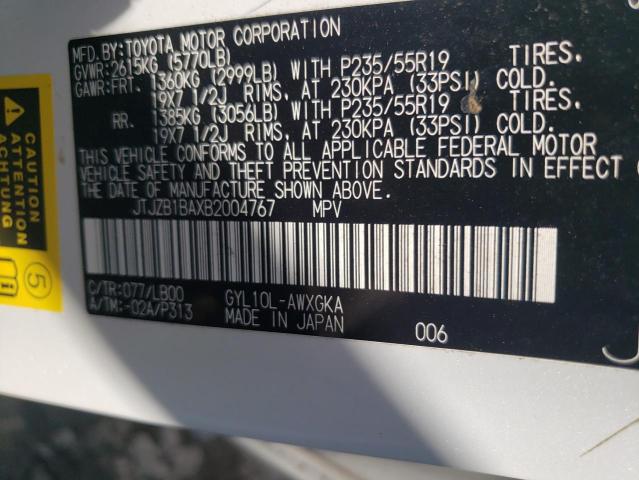 MFD.BY:TOYOTA MOTOR CORPORATION
GVWR:2615KG (5770LB)
GAWR:FRT. 1360KG (2999LB) WITH P235/55R19 TIRES.
19X7 1/2J RIMS, AT 230KPA (33PSI) COLD.
RR. 1385KG (3056LB) WITH P235/55R19 TIRES.
19X7 1/2J RIMS, AT 230KPA (33PSI) COLD.
THIS VEHICLE CONFORMS TO ALL APPLICABLE FEDERAL MOTOR
VEHICLE SAFETY AND THEFT PREVENTION STANDARDS IN EFFECT
ON THE DATE OF MANUFACTURE SHOWN ABOVE.
JTJZB1BAXB2004767 MPV
C/TR:077/LB00 GYL10L-AWXGKA
A/TM:-02A/P313 MADE IN JAPAN 006
CAUTION
ATTENTION
ACHTUNG
5